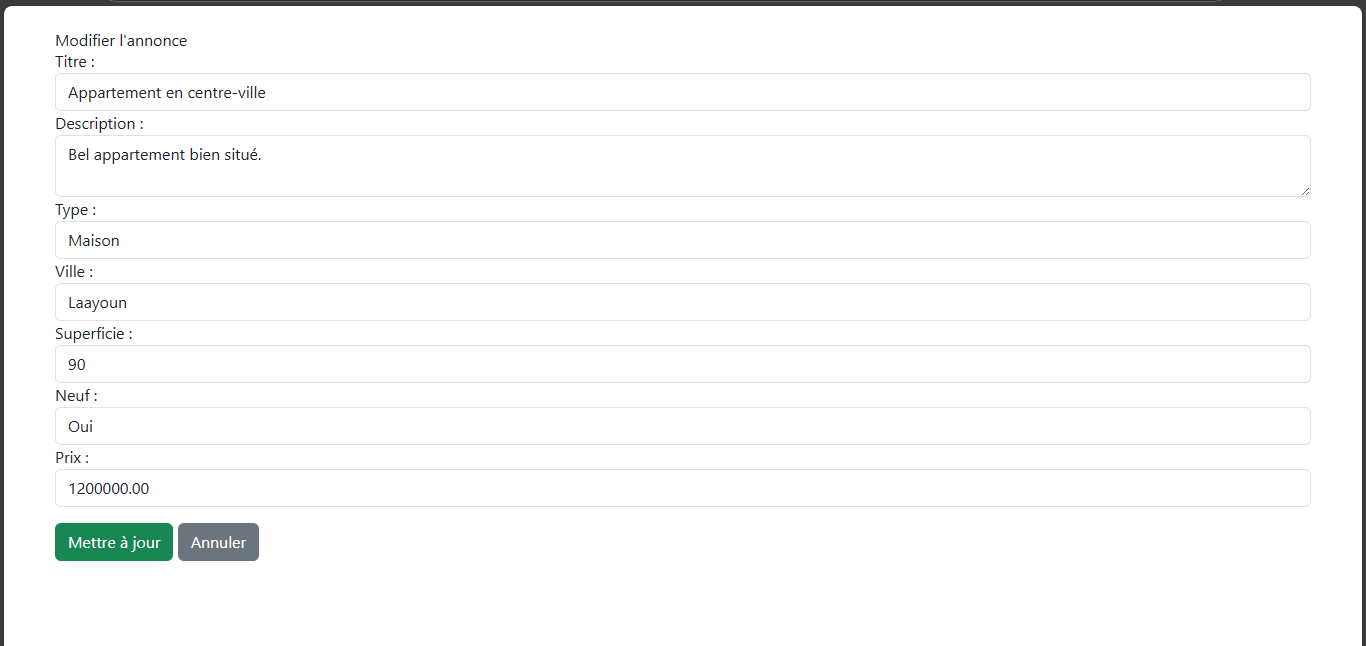 Modifier l'annonce
Titre :
Appartement en centre-ville
Description :
Bel appartement bien situé.
Type :
Maison
Ville :
Laayoun
Superficie :
90
Neuf :
Oui
Prix :
1200000.00
Mettre à jour Annuler